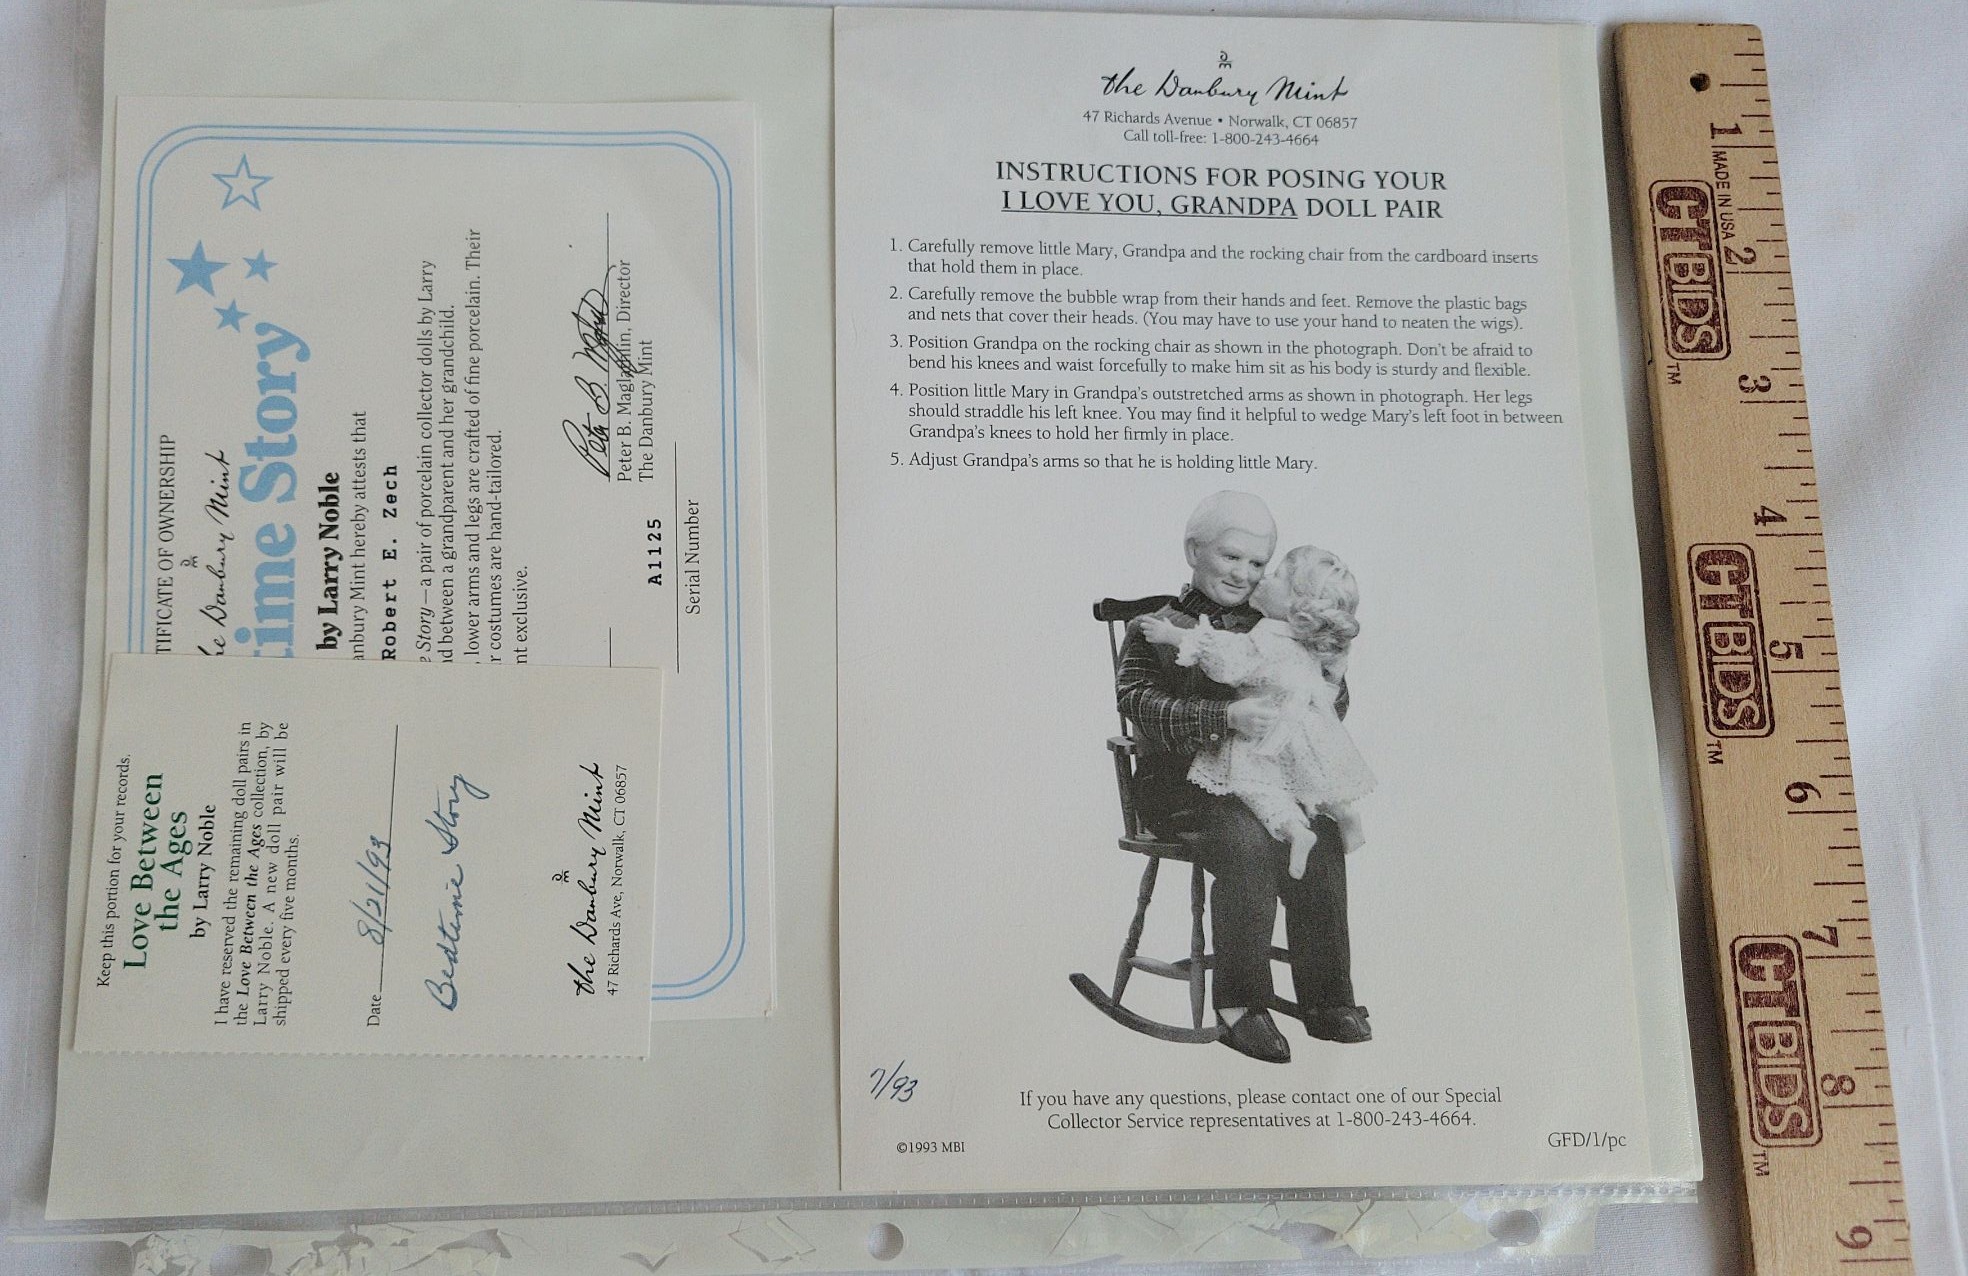 the Danbury Mint
47 Richards Avenue • Norwalk, CT 06857
Call toll-free: 1-800-243-4664
INSTRUCTIONS FOR POSING YOUR
I LOVE YOU, GRANDPA DOLL PAIR
1. Carefully remove little Mary, Grandpa and the rocking chair from the cardboard inserts
that hold them in place.
2. Carefully remove the bubble wrap from their hands and feet. Remove the plastic bags
and nets that cover their heads. (You may have to use your hand to neaten the wigs).
3. Position Grandpa on the rocking chair as shown in the photograph. Don't be afraid to
bend his knees and waist forcefully to make him sit as his body is sturdy and flexible.
4. Position little Mary in Grandpa's outstretched arms as shown in photograph. Her legs
should straddle his left knee. You may find it helpful to wedge Mary's left foot in between
Grandpa's knees to hold her firmly in place.
5. Adjust Grandpa's arms so that he is holding little Mary.
7/93
If you have any questions, please contact one of our Special
Collector Service representatives at 1-800-243-4664.
©1993 MBI
GFD/1/pc
TIFICATE OF OWNERSHIP
he Danbury Mint
ime Story
by Larry Noble
anbury Mint hereby attests that
Robert E. Zech
e Story—a pair of porcelain collector dolls by Larry
nd between a grandparent and her grandchild.
, lower arms and legs are crafted of fine porcelain. Their
r costumes are hand-tailored.
nt exclusive.
Peter B. Maglathlin, Director
The Danbury Mint
A1125
Serial Number
Keep this portion for your records.
Love Between
the Ages
by Larry Noble
I have reserved the remaining doll pairs in
the Love Between the Ages collection, by
Larry Noble. A new doll pair will be
shipped every five months.
Date 8/21/93
Bedtime Story
the Danbury Mint
47 Richards Ave, Norwalk, CT 06857
1 MADE IN USA 2 3 4 5 6 7 8 9
CTBIDS TM
CTBIDS TM
CTBIDS TM